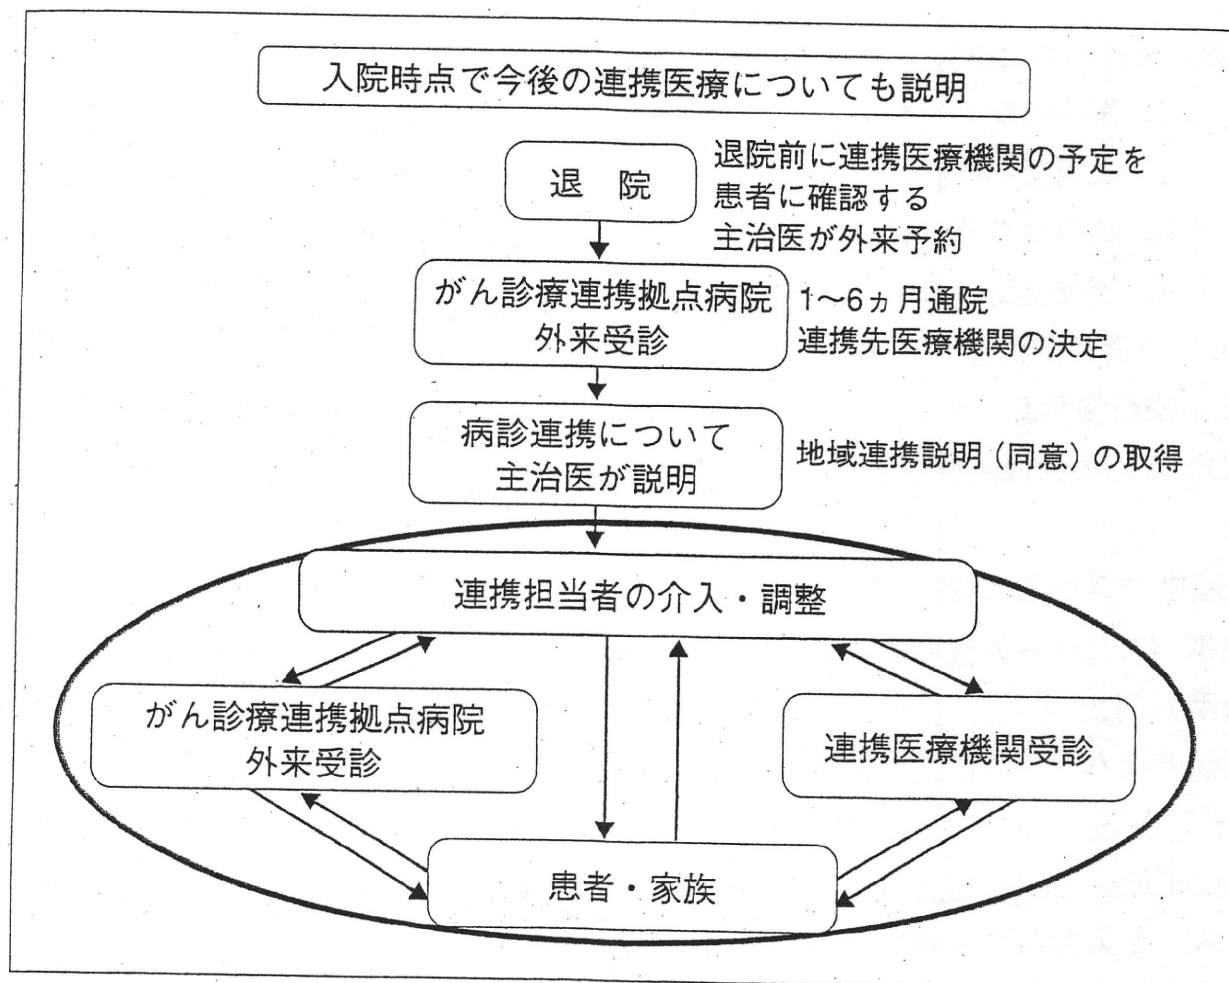 入院時点で今後の連携医療についても説明
退　院
退院前に連携医療機関の予定を
患者に確認する
主治医が外来予約
がん診療連携拠点病院
外来受診
1〜6ヵ月通院
連携先医療機関の決定
病診連携について
主治医が説明
地域連携説明（同意）の取得
連携担当者の介入・調整
がん診療連携拠点病院
外来受診
連携医療機関受診
患者・家族